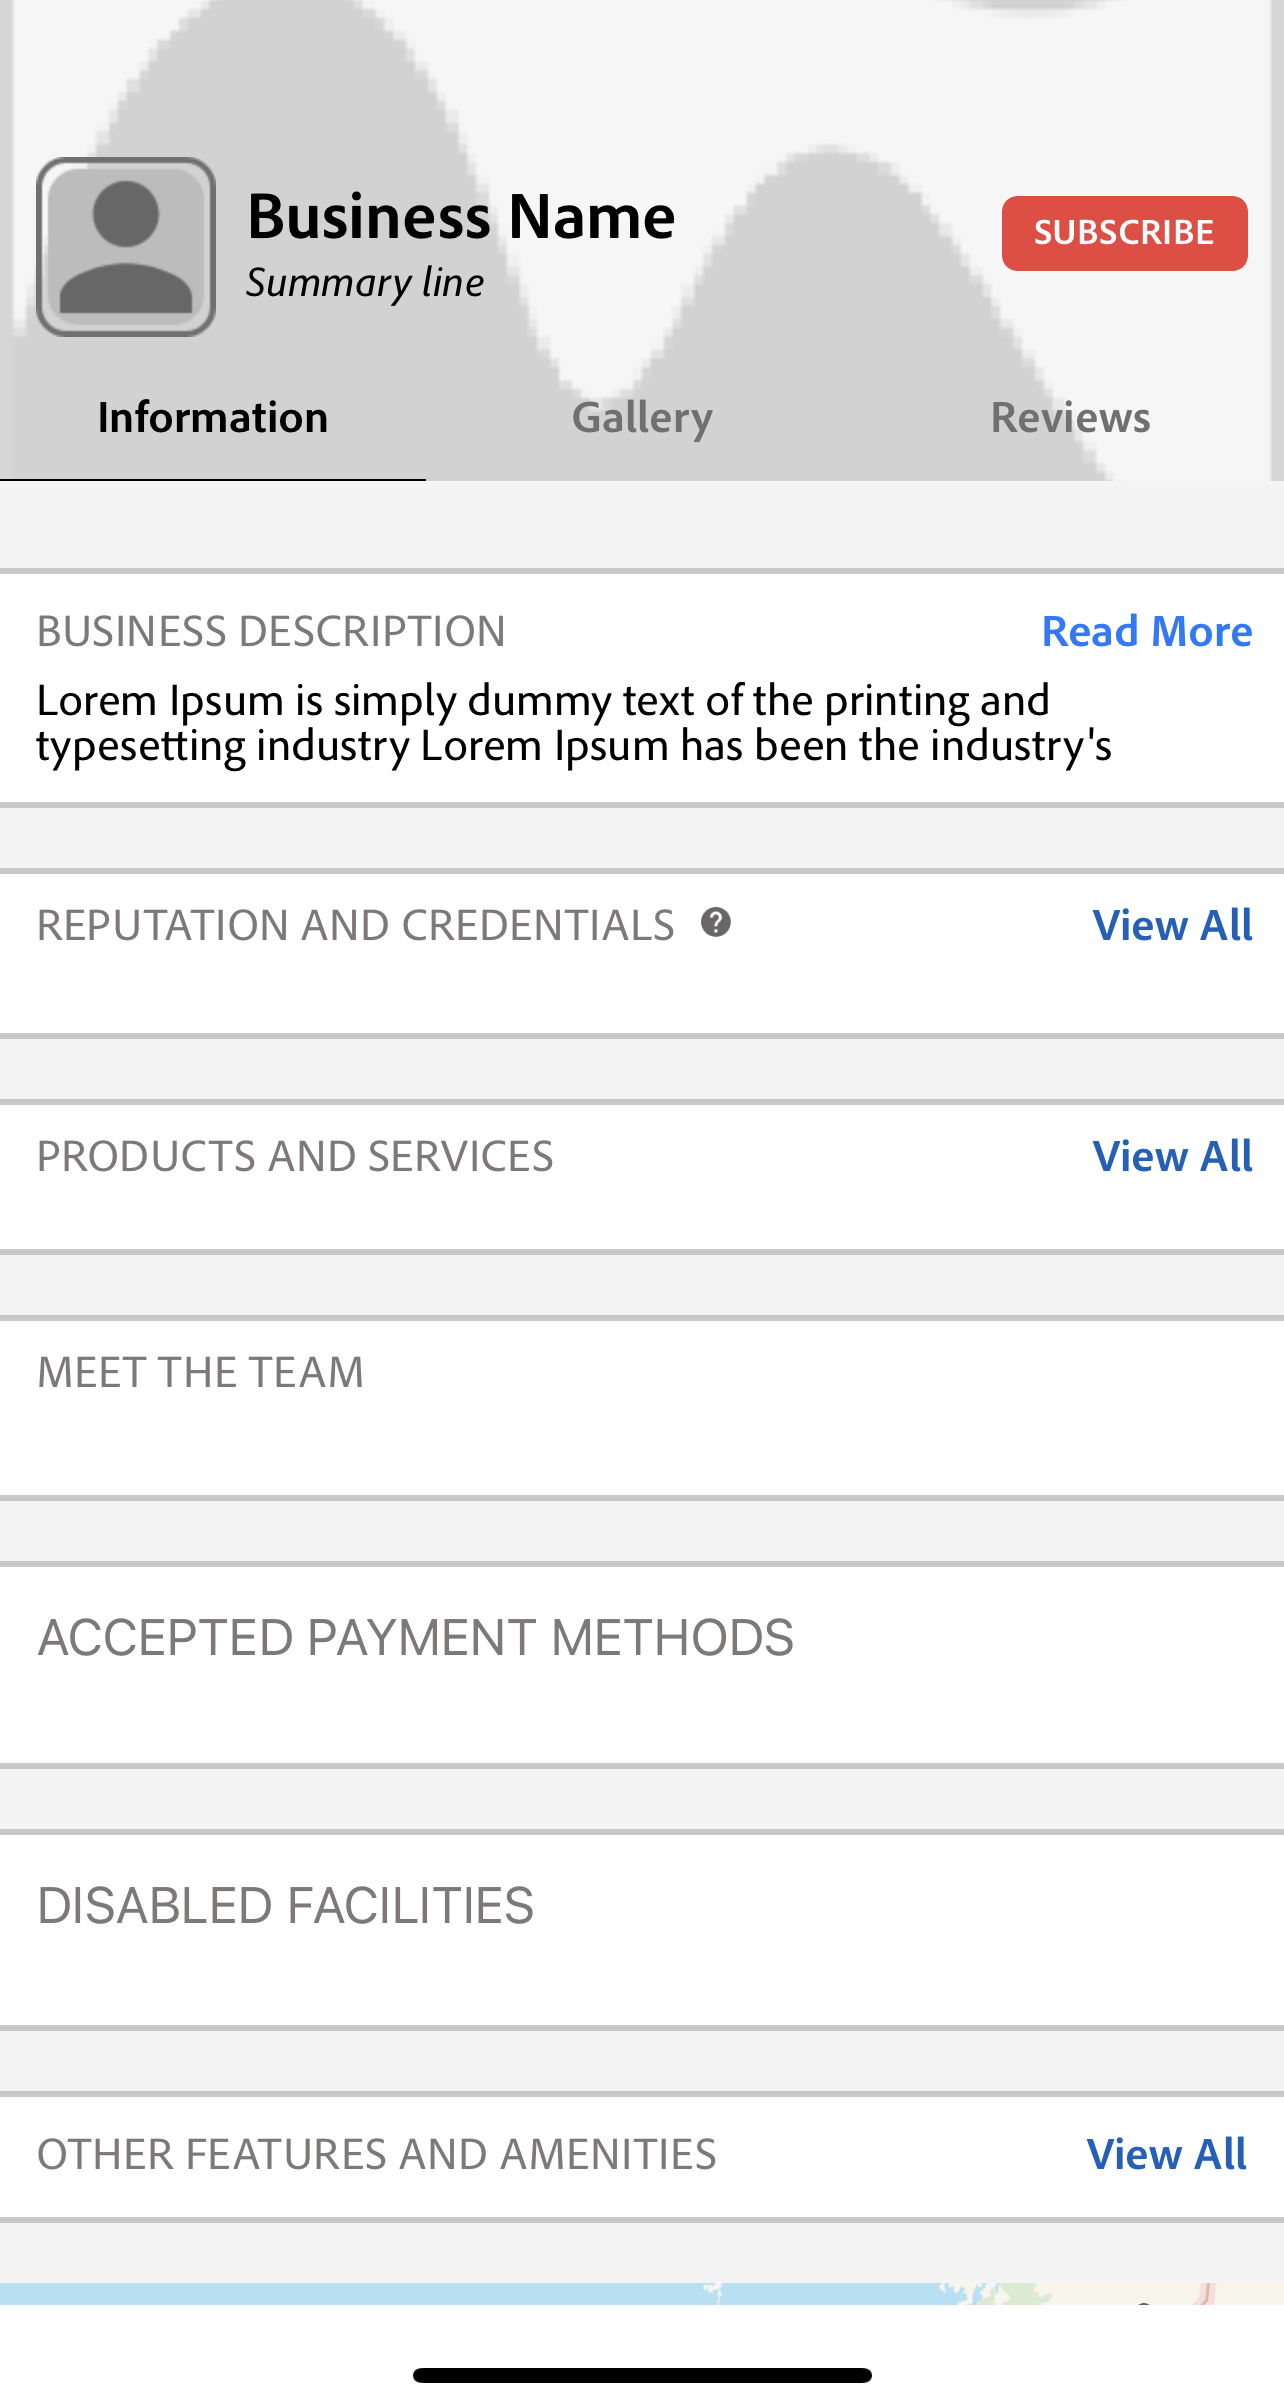 Business Name
Summary line
SUBSCRIBE
Information
Gallery
Reviews
BUSINESS DESCRIPTION
Read More
Lorem Ipsum is simply dummy text of the printing and
typesetting industry Lorem Ipsum has been the industry's
REPUTATION AND CREDENTIALS ?
View All
PRODUCTS AND SERVICES
View All
MEET THE TEAM
ACCEPTED PAYMENT METHODS
DISABLED FACILITIES
OTHER FEATURES AND AMENITIES
View All